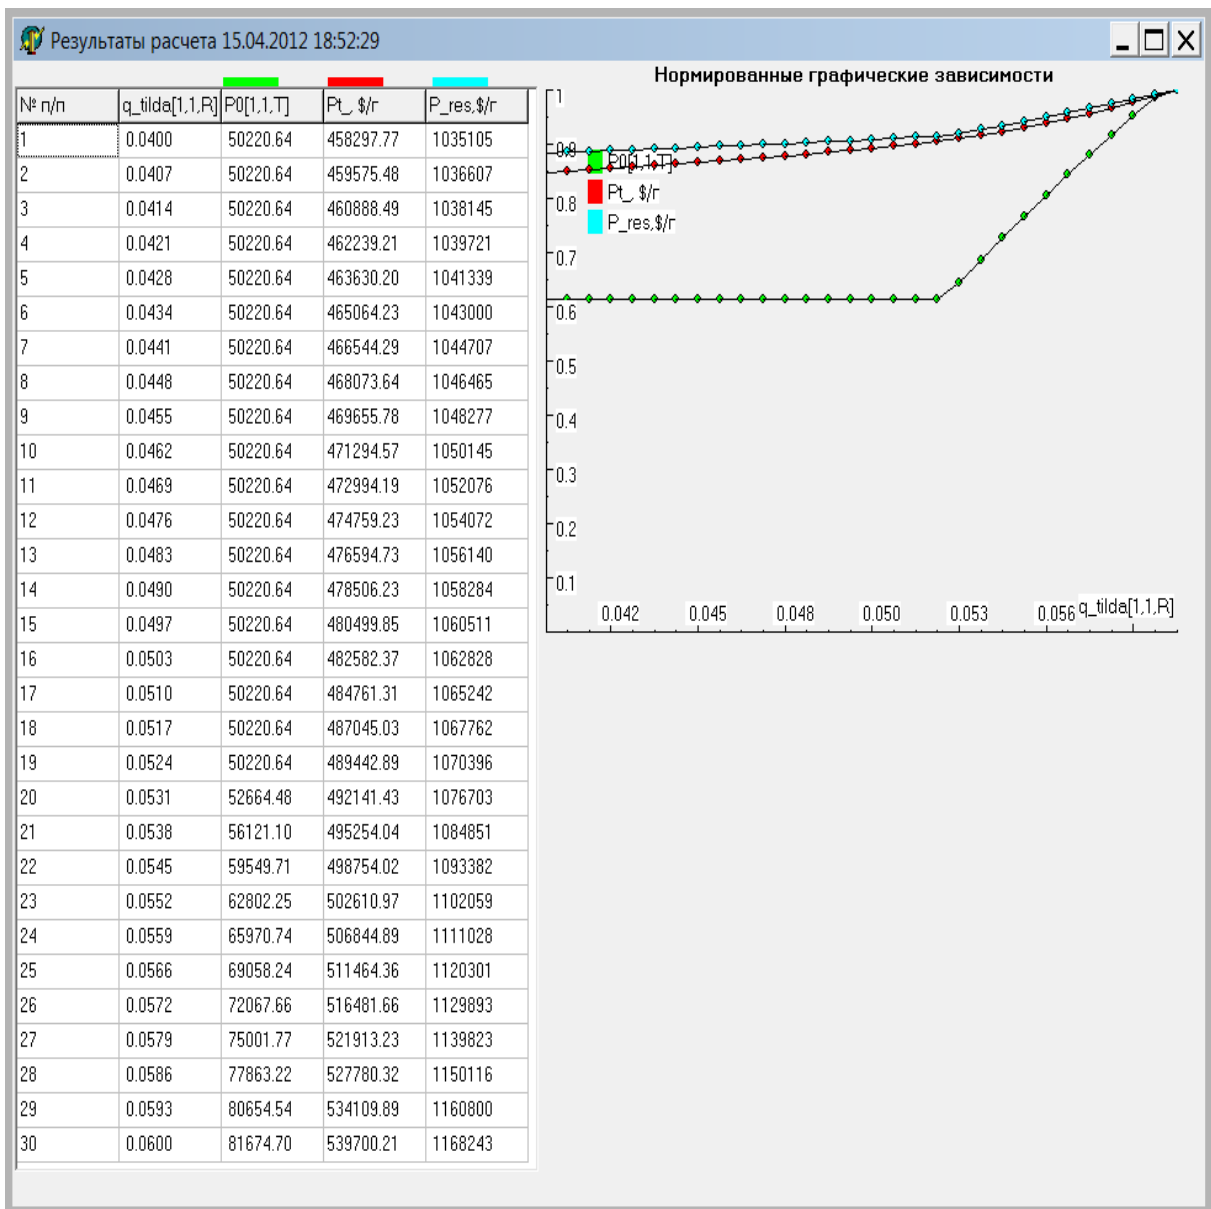 Результаты расчета 15.04.2012 18:52:29
Нормированные графические зависимости
№ п/п q_tilda[1,1,R] P0[1,1,T] Pt_, $/г P_res,$/г
1 0.0400 50220.64 458297.77 1035105
2 0.0407 50220.64 459575.48 1036607
3 0.0414 50220.64 460888.49 1038145
4 0.0421 50220.64 462239.21 1039721
5 0.0428 50220.64 463630.20 1041339
6 0.0434 50220.64 465064.23 1043000
7 0.0441 50220.64 466544.29 1044707
8 0.0448 50220.64 468073.64 1046465
9 0.0455 50220.64 469655.78 1048277
10 0.0462 50220.64 471294.57 1050145
11 0.0469 50220.64 472994.19 1052076
12 0.0476 50220.64 474759.23 1054072
13 0.0483 50220.64 476594.73 1056140
14 0.0490 50220.64 478506.23 1058284
15 0.0497 50220.64 480499.85 1060511
16 0.0503 50220.64 482582.37 1062828
17 0.0510 50220.64 484761.31 1065242
18 0.0517 50220.64 487045.03 1067762
19 0.0524 50220.64 489442.89 1070396
20 0.0531 52664.48 492141.43 1076703
21 0.0538 56121.10 495254.04 1084851
22 0.0545 59549.71 498754.02 1093382
23 0.0552 62802.25 502610.97 1102059
24 0.0559 65970.74 506844.89 1111028
25 0.0566 69058.24 511464.36 1120301
26 0.0572 72067.66 516481.66 1129893
27 0.0579 75001.77 521913.23 1139823
28 0.0586 77863.22 527780.32 1150116
29 0.0593 80654.54 534109.89 1160800
30 0.0600 81674.70 539700.21 1168243
1
0.9
0.8
0.7
0.6
0.5
0.4
0.3
0.2
0.1
P0[1,1,T]
Pt_, $/г
P_res,$/г
0.042 0.045 0.048 0.050 0.053 0.056 q_tilda[1,1,R]